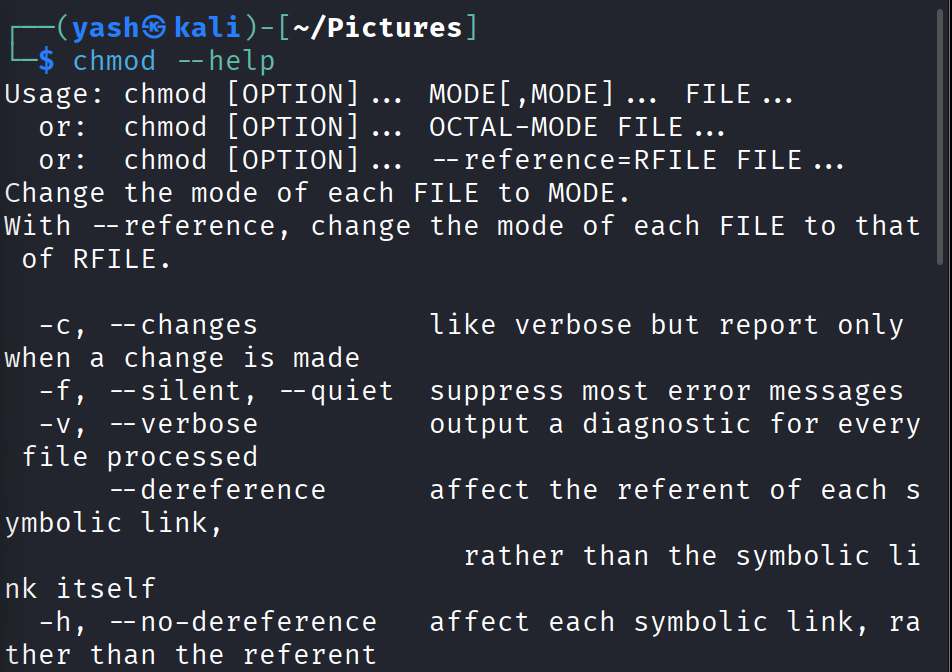 ┌──(yash㉿kali)-[~/Pictures]
└─$ chmod --help
Usage: chmod [OPTION]... MODE[,MODE]... FILE...
  or:  chmod [OPTION]... OCTAL-MODE FILE...
  or:  chmod [OPTION]... --reference=RFILE FILE...
Change the mode of each FILE to MODE.
With --reference, change the mode of each FILE to that
 of RFILE.

  -c, --changes          like verbose but report only
when a change is made
  -f, --silent, --quiet  suppress most error messages
  -v, --verbose          output a diagnostic for every
 file processed
      --dereference      affect the referent of each s
ymbolic link,
                           rather than the symbolic li
nk itself
  -h, --no-dereference   affect each symbolic link, ra
ther than the referent